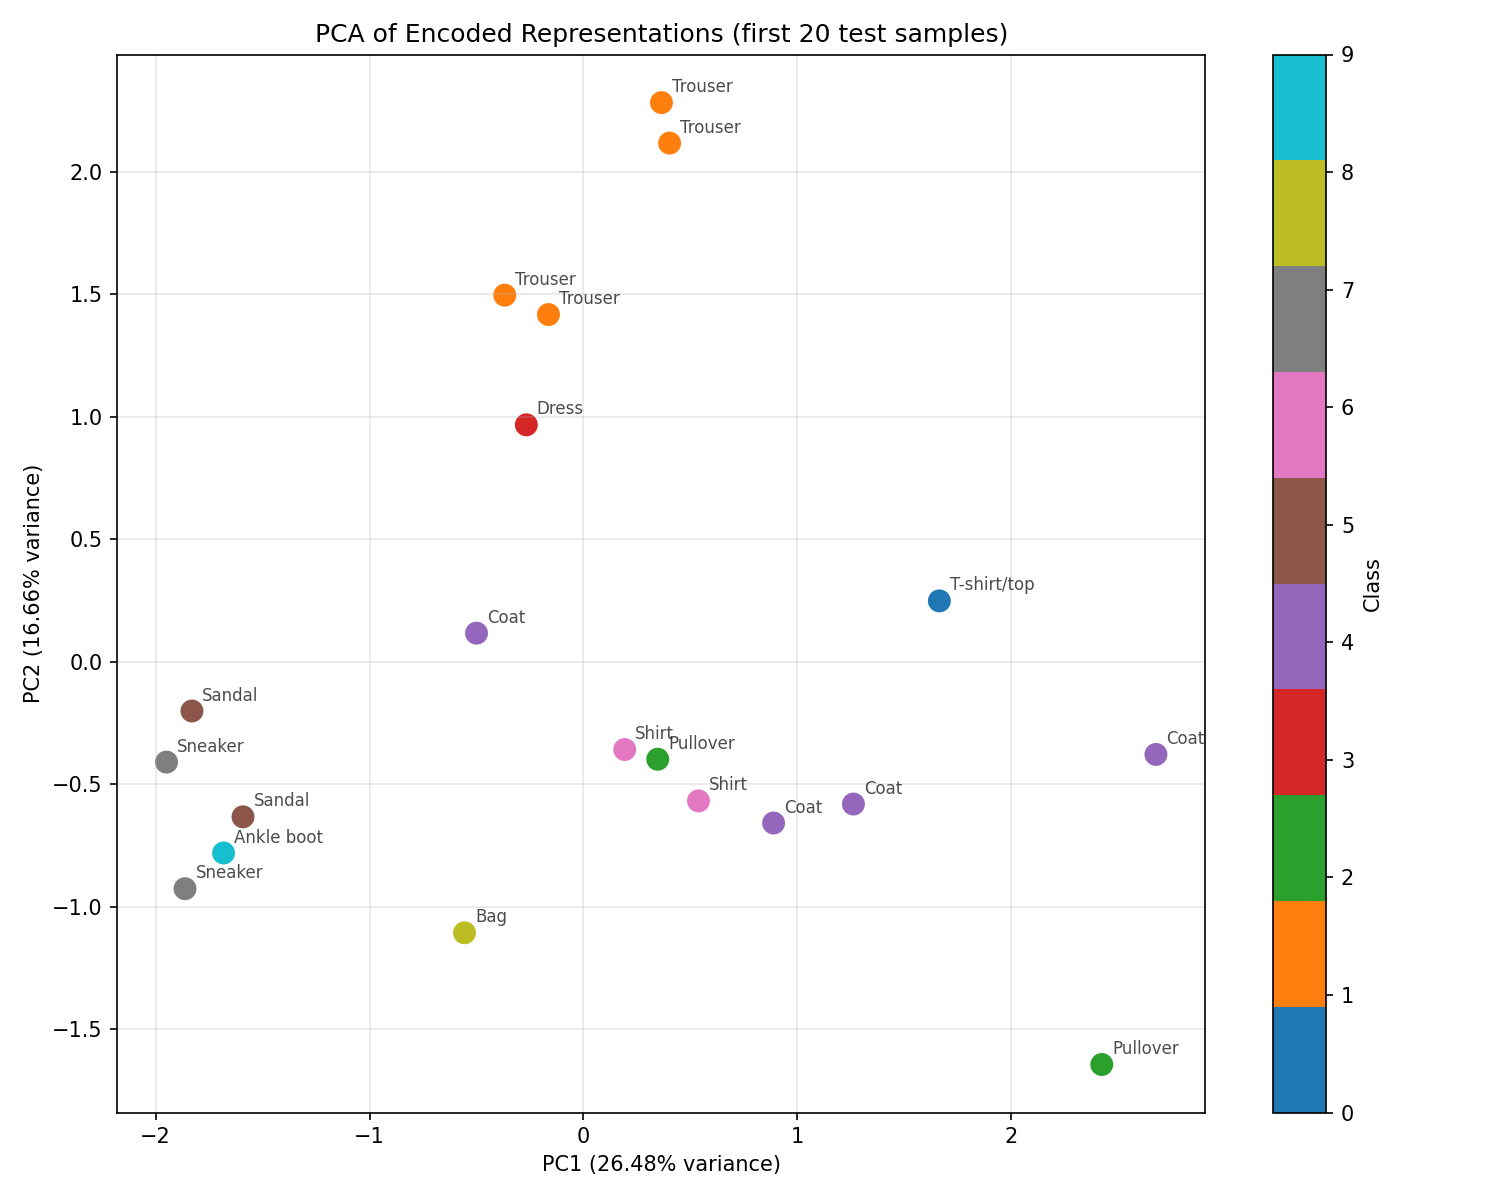 PCA of Encoded Representations (first 20 test samples)
Trouser
Trouser
Trouser
Trouser
Dress
T-shirt/top
Coat
Sandal
Sneaker
Shirt
Pullover
Coat
Shirt
Coat
Coat
Sandal
Ankle boot
Sneaker
Bag
Pullover
2.0
1.5
1.0
0.5
0.0
−0.5
−1.0
−1.5
PC2 (16.66% variance)
−2
−1
0
1
2
PC1 (26.48% variance)
9
8
7
6
5
4
3
2
1
0
Class